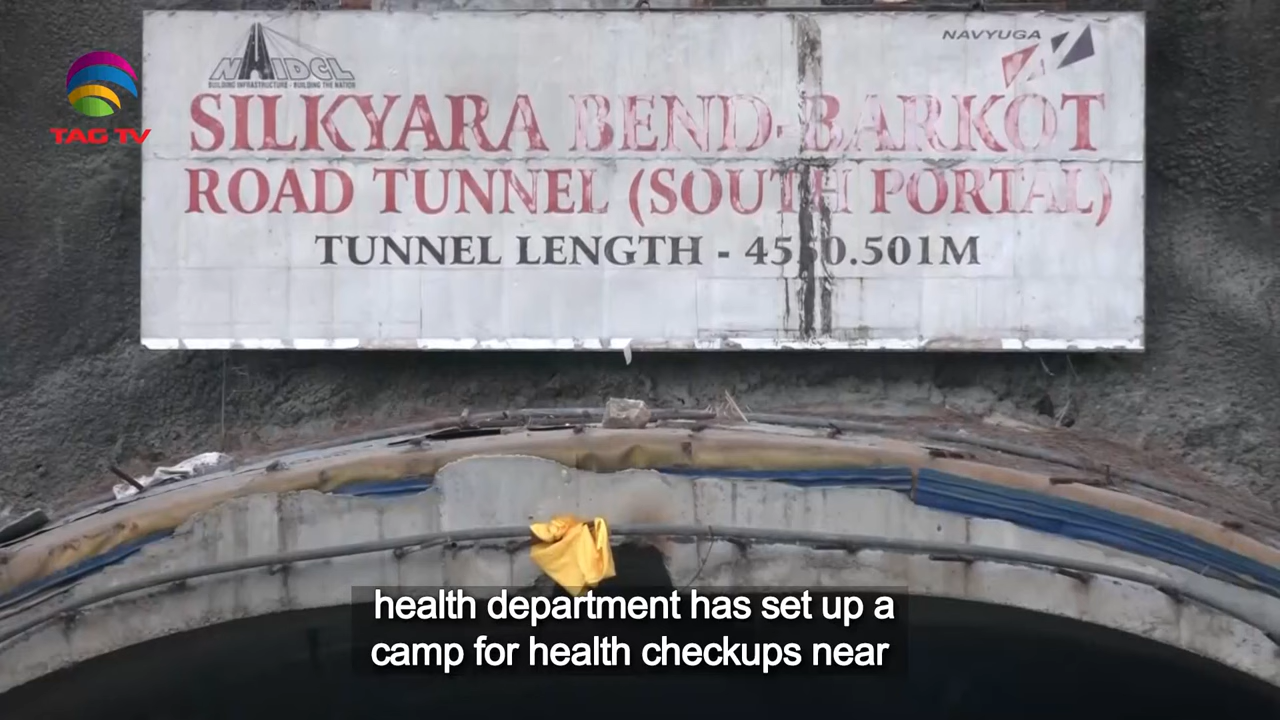 NAVYUGA
NHIDCL
BUILDING INFRASTRUCTURE - BUILDING THE NATION
TAG TV
SILKYARA BEND-BARKOT
ROAD TUNNEL (SOUTH PORTAL)
TUNNEL LENGTH - 4550.501M
health department has set up a
camp for health checkups near